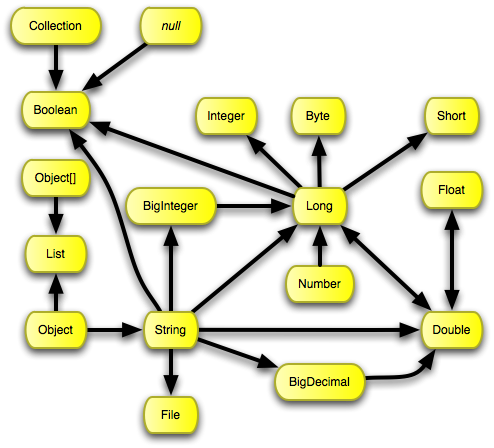 Collection
null
Boolean
Integer
Byte
Short
Object[]
BigInteger
Long
Float
List
Number
Object
String
Double
BigDecimal
File